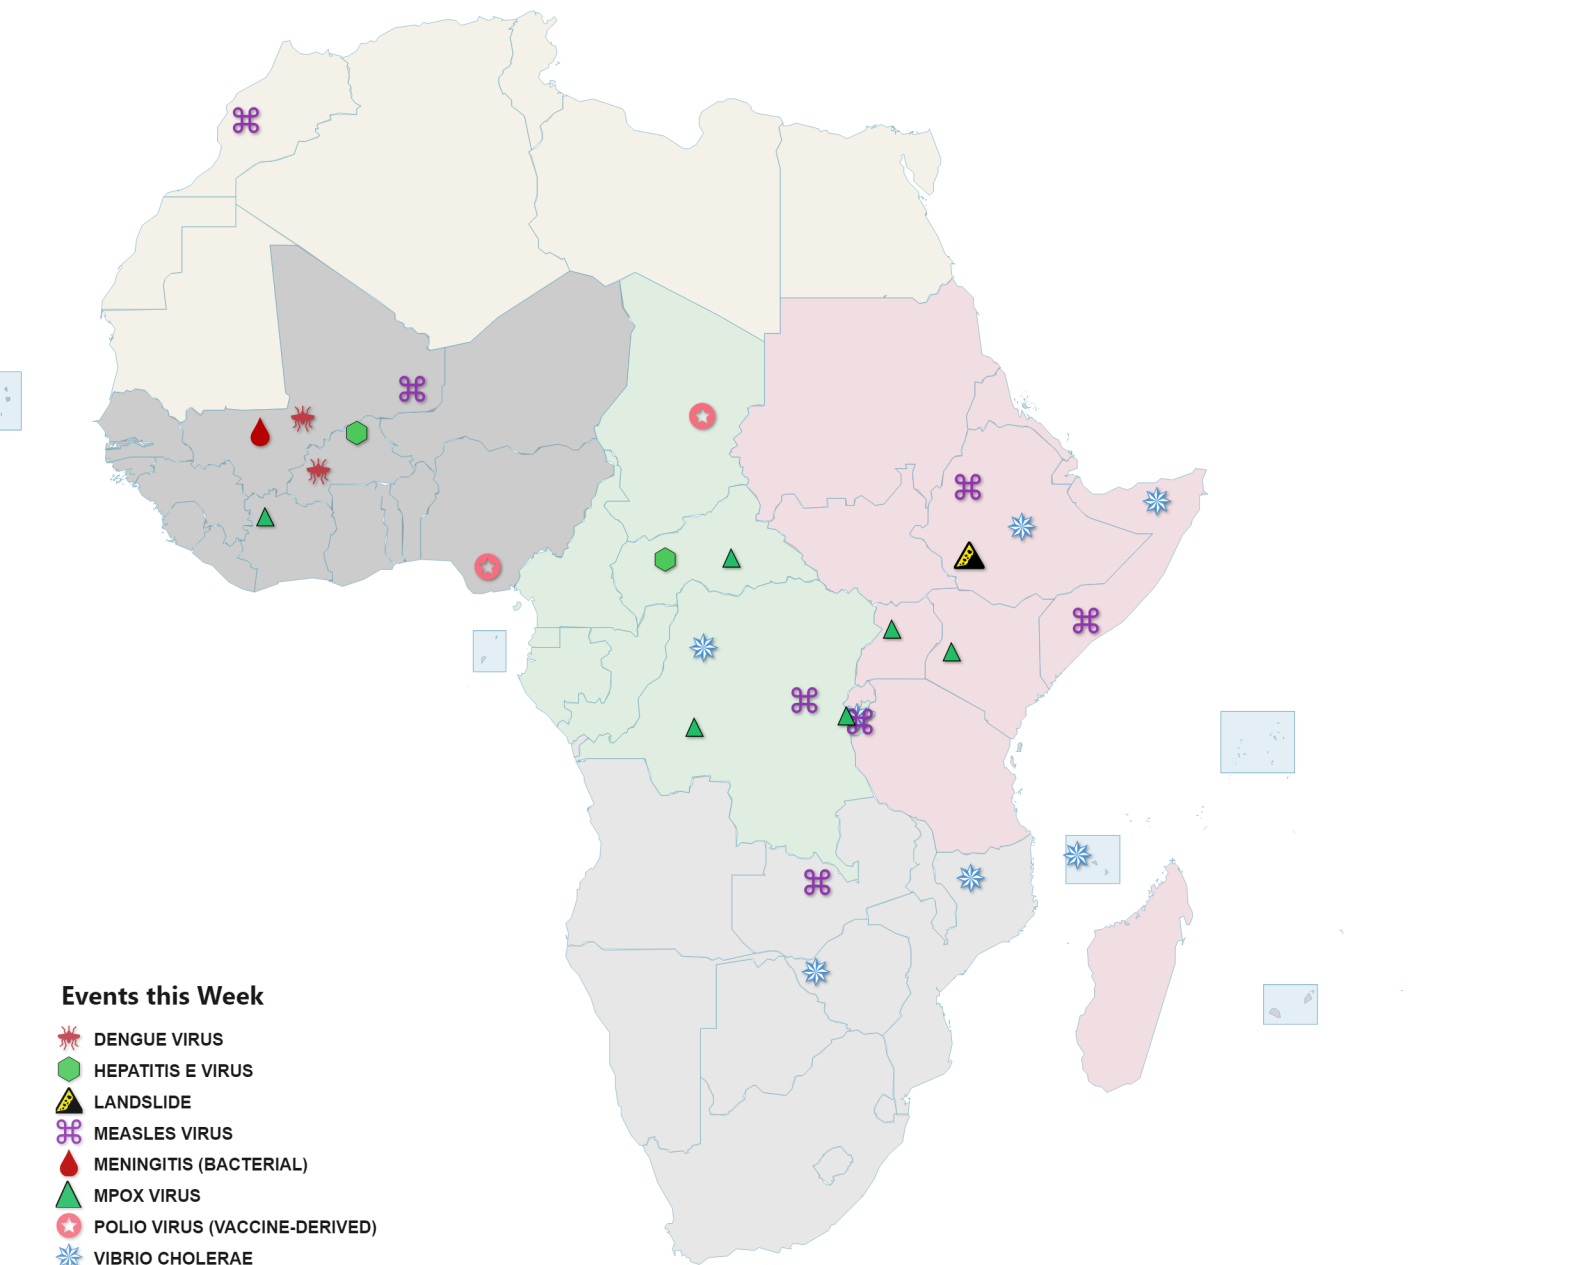 Events this Week
DENGUE VIRUS
HEPATITIS E VIRUS
LANDSLIDE
MEASLES VIRUS
MENINGITIS (BACTERIAL)
MPOX VIRUS
POLIO VIRUS (VACCINE-DERIVED)
VIBRIO CHOLERAE